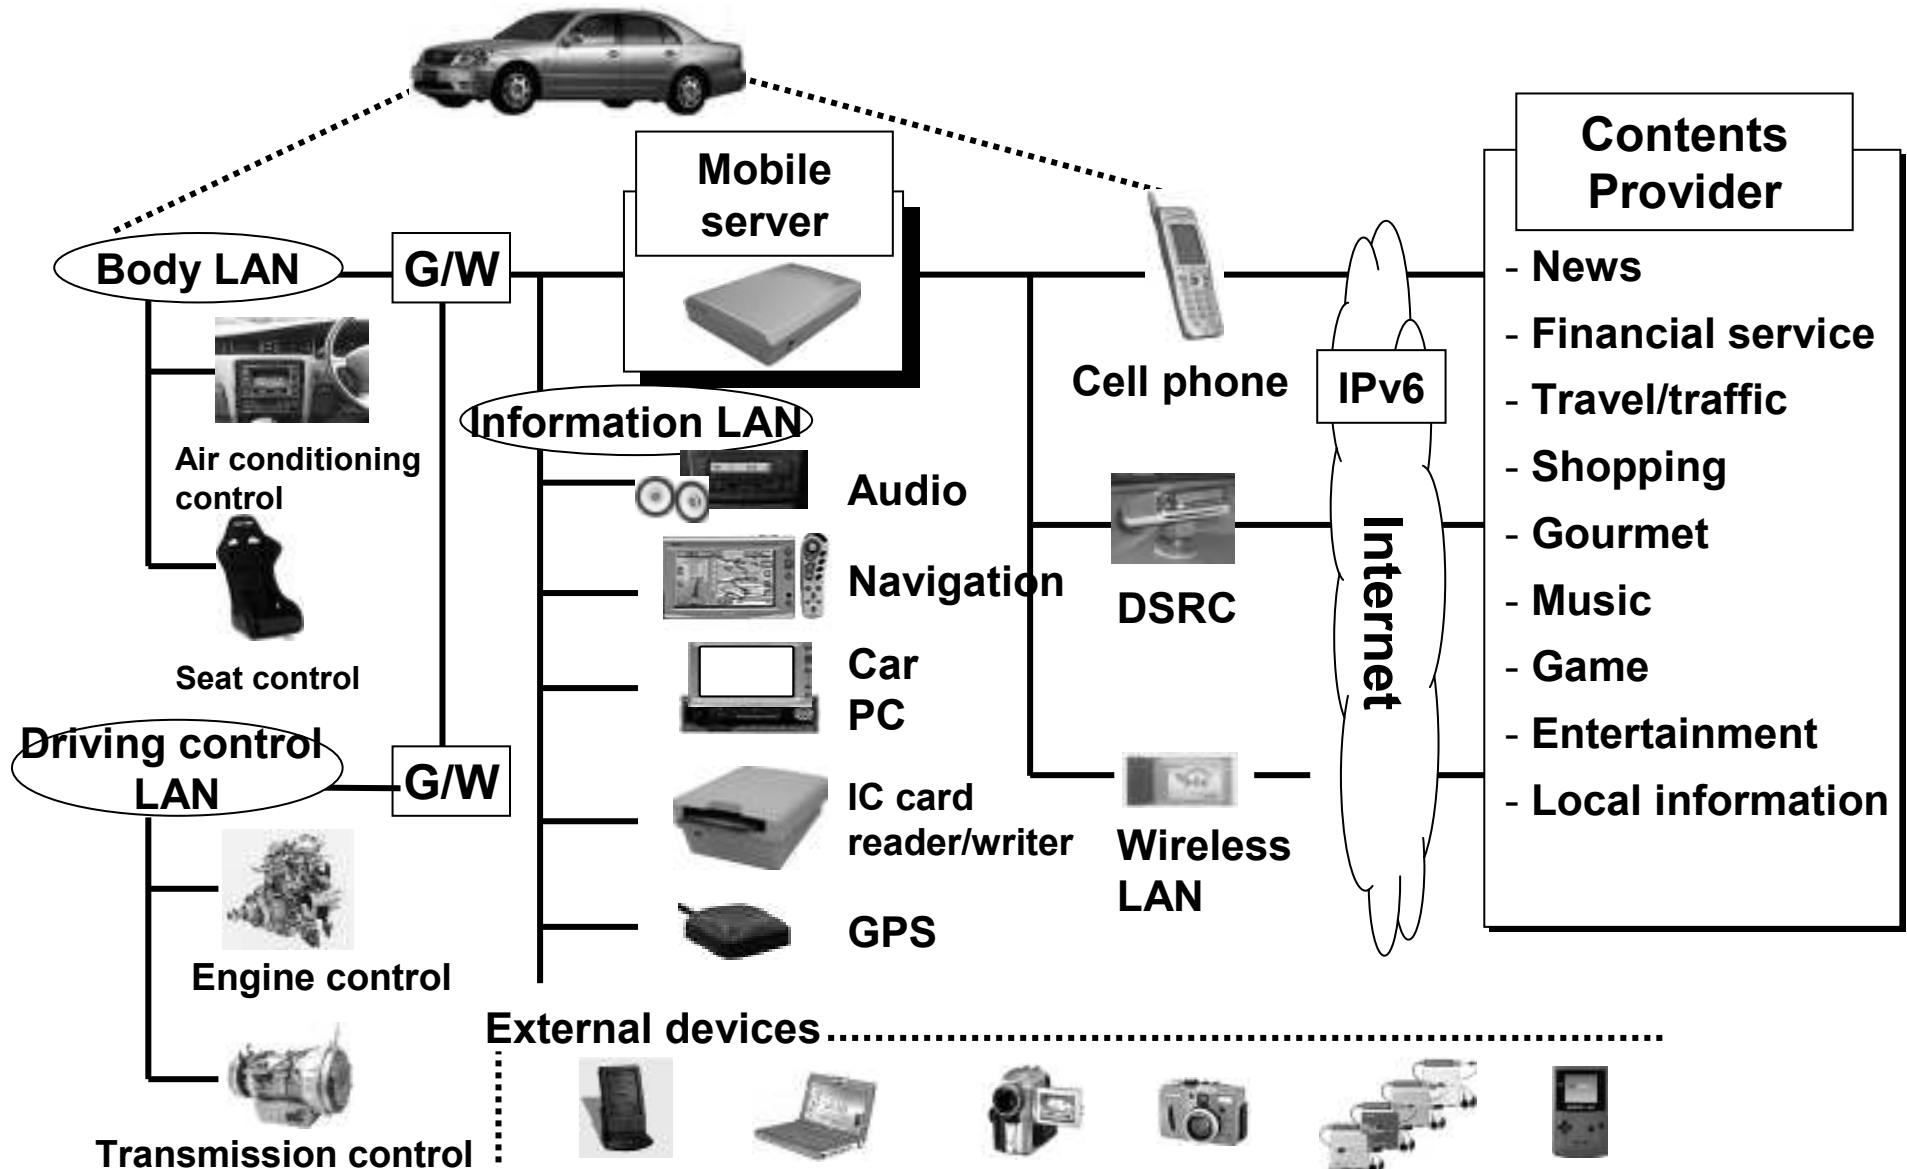 Contents
Provider
Mobile
server
Body LAN
G/W
- News
- Financial service
- Travel/traffic
- Shopping
- Gourmet
- Music
- Game
- Entertainment
- Local information
Cell phone
IPv6
Internet
Information LAN
Air conditioning
control
Audio
Navigation
DSRC
Seat control
Car
PC
Driving control
LAN
G/W
IC card
reader/writer
Wireless
LAN
GPS
Engine control
External devices
Transmission control